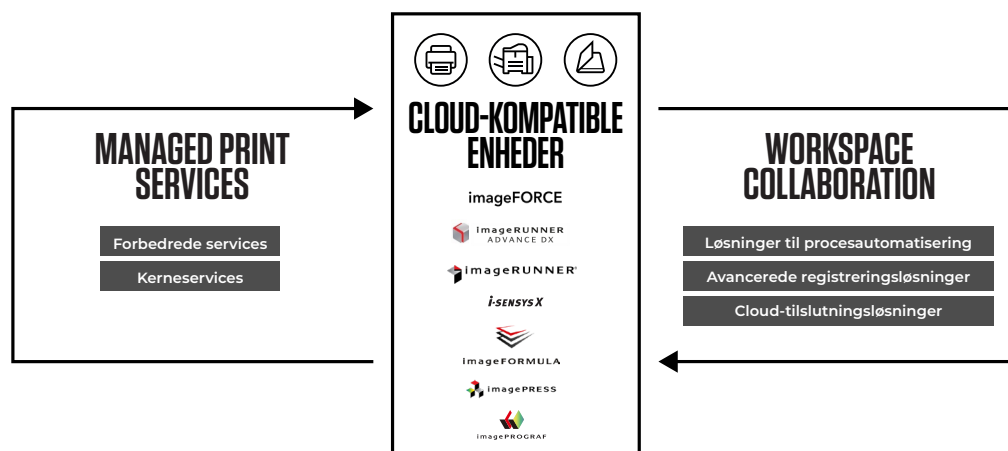 MANAGED PRINT
SERVICES
Forbedrede services
Kerneservices
CLOUD-KOMPATIBLE
ENHEDER
imageFORCE
imageRUNNER
ADVANCE DX
imageRUNNER®
i-SENSYS X
imageFORMULA
imagePRESS
imagePROGRAF
WORKSPACE
COLLABORATION
Løsninger til procesautomatisering
Avancerede registreringsløsninger
Cloud-tilslutningsløsninger